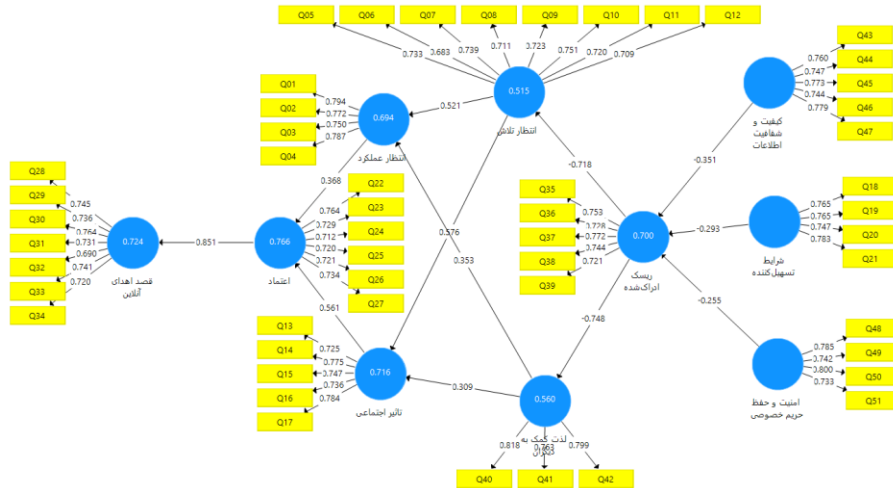 Q05
Q06
Q07
Q08
Q09
Q10
Q11
Q12
0.733
0.683
0.739
0.711
0.723
0.751
0.720
0.709
0.515
انتظار تلاش
Q01
Q02
Q03
Q04
0.794
0.772
0.750
0.787
0.694
انتظار عملکرد
0.521
Q43
Q44
Q45
Q46
Q47
0.760
0.747
0.773
0.744
0.779
کیفیت و
شفافیت
اطلاعات
-0.351
-0.718
0.368
Q28
Q29
Q30
Q31
Q32
Q33
Q34
0.745
0.736
0.764
0.731
0.690
0.741
0.720
0.724
قصد اهدای
آنلاین
0.851
0.766
اعتماد
Q22
Q23
Q24
Q25
Q26
Q27
0.764
0.729
0.712
0.720
0.721
0.734
0.576
0.353
Q35
Q36
Q37
Q38
Q39
0.753
0.728
0.772
0.744
0.721
0.700
ریسک
ادراک‌شده
-0.293
Q18
Q19
Q20
Q21
0.765
0.765
0.747
0.783
شرایط
تسهیل‌کننده
-0.255
-0.748
0.561
Q13
Q14
Q15
Q16
Q17
0.725
0.775
0.747
0.736
0.784
0.716
تاثیر اجتماعی
0.309
0.560
لذت کمک به
دیگران
0.818
0.763
0.799
Q40
Q41
Q42
Q48
Q49
Q50
Q51
0.785
0.742
0.800
0.733
امنیت و حفظ
حریم خصوصی